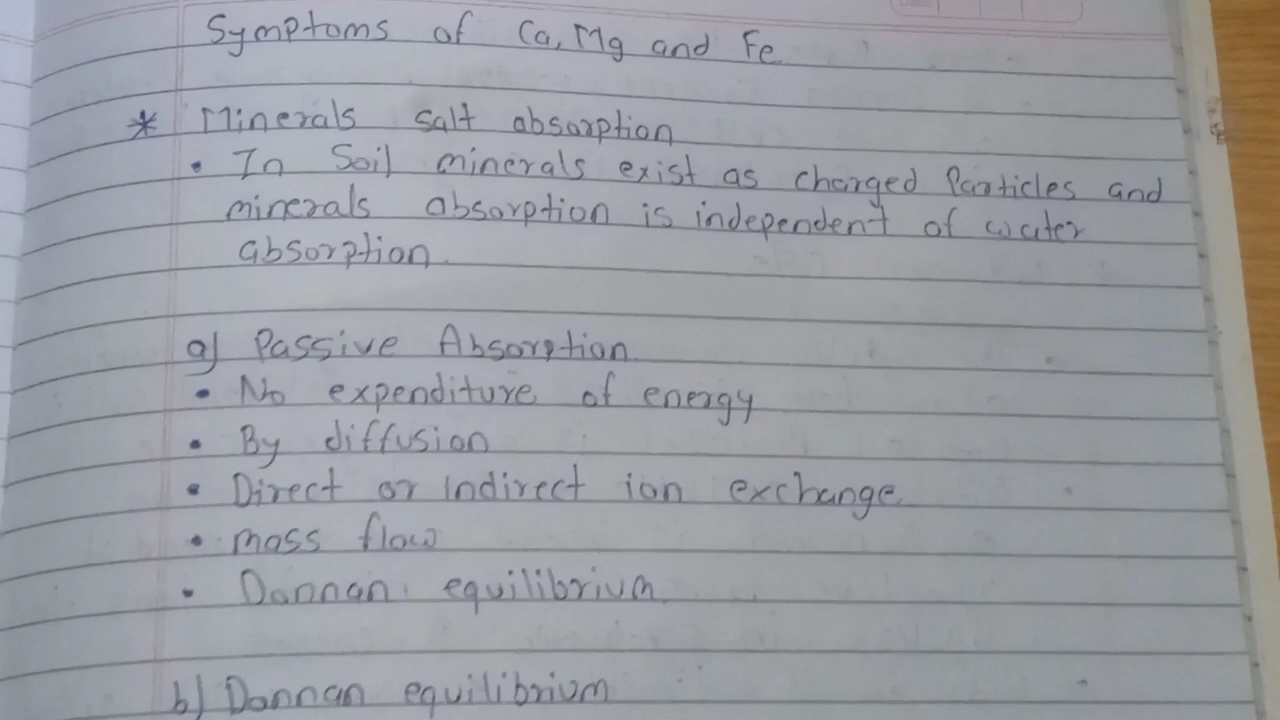 Symptoms of Ca, Mg and Fe
* Minerals salt absorption
• In Soil minerals exist as charged Particles and
minerals absorption is independent of water
absorption.
a) Passive Absorption
• No expenditure of energy
• By diffusion
• Direct or indirect ion exchange
• mass flow
• Donnan equilibrium
b) Donnan equilibrium